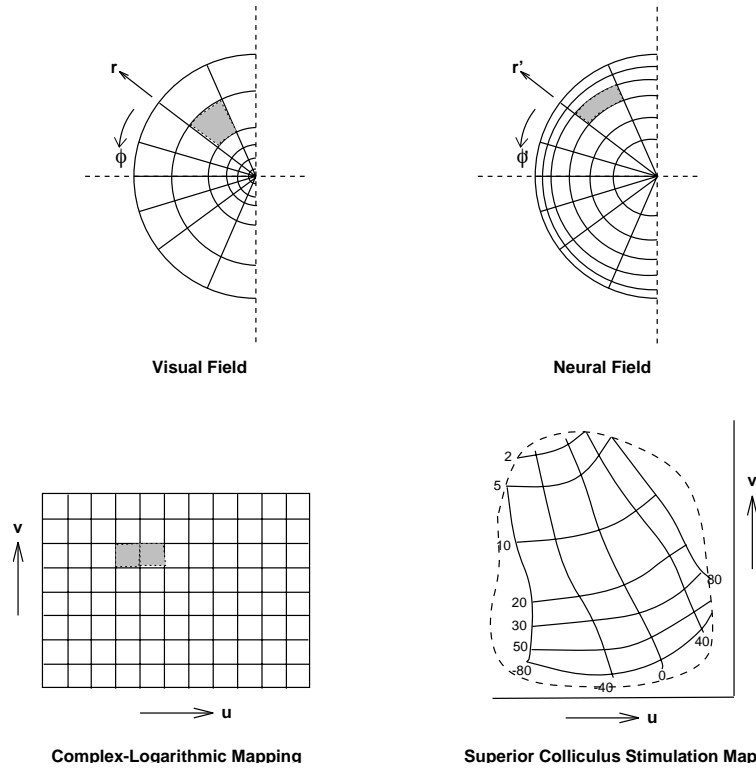 r
ϕ
Visual Field
r'
ϕ'
Neural Field
v
u
Complex-Logarithmic Mapping
2
5
10
20
30
50
-80
-40
0
40
80
v
u
Superior Colliculus Stimulation Map